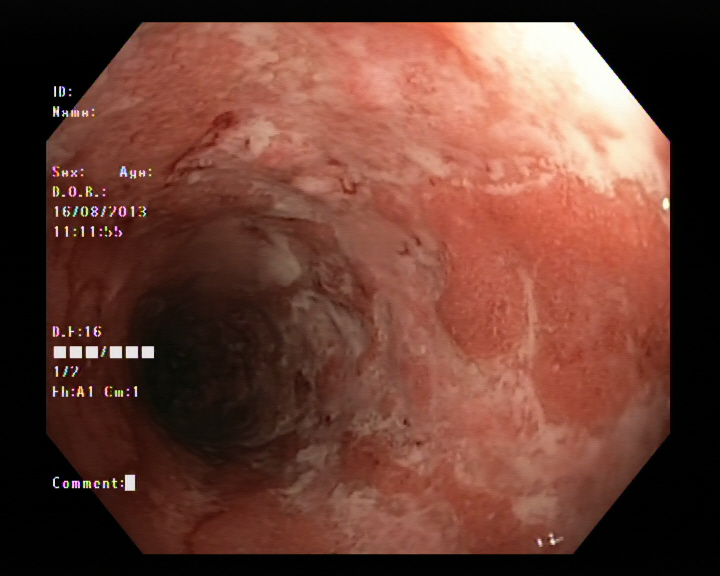 ID:
Name:
Sex: Age:
D.O.B.:
16/08/2013
11:11:55
D.F:16
■■■/■■■
1/2
Eh:A1 Cm:1
Comment: